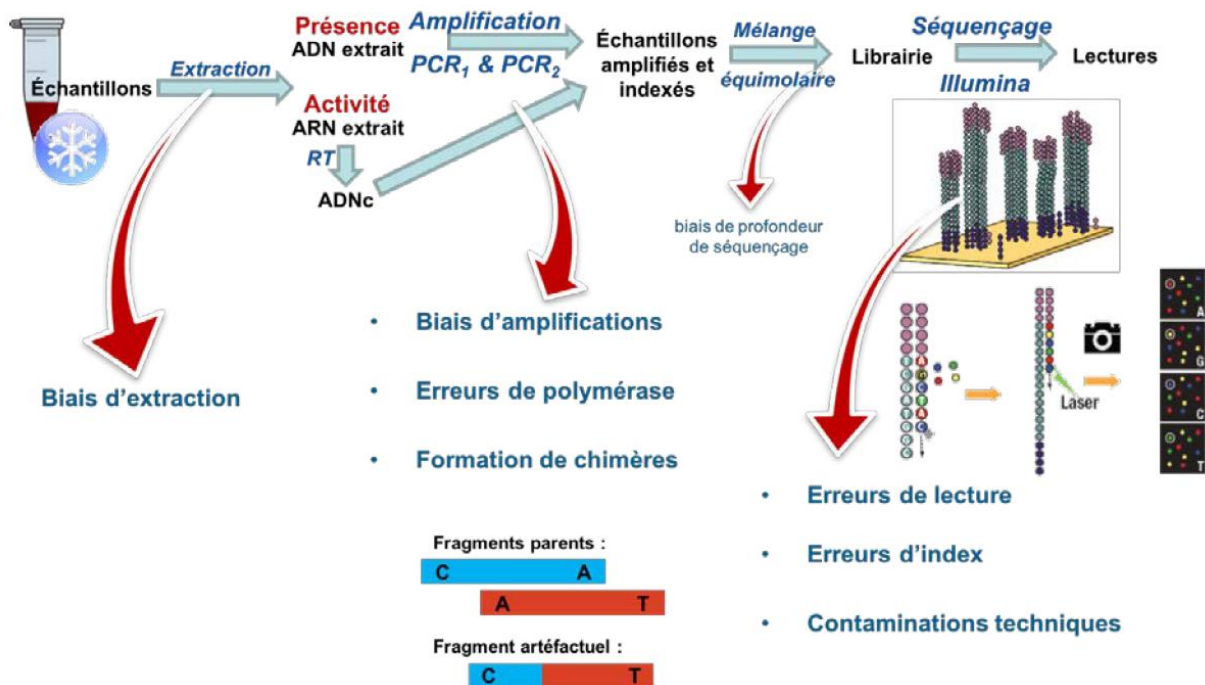 Présence
ADN extrait
Amplification
PCR1 & PCR2
Échantillons
amplifiés et
indexés
Mélange
équimolaire
Librairie
Séquençage
Illumina
Lectures
Échantillons
Extraction
Activité
ARN extrait
RT
ADNc
biais de profondeur
de séquençage
Biais d’extraction
• Biais d’amplifications
• Erreurs de polymérase
• Formation de chimères
Fragments parents :
C A
A T
Fragment artéfactuel :
C T
Laser
A
G
C
T
• Erreurs de lecture
• Erreurs d’index
• Contaminations techniques